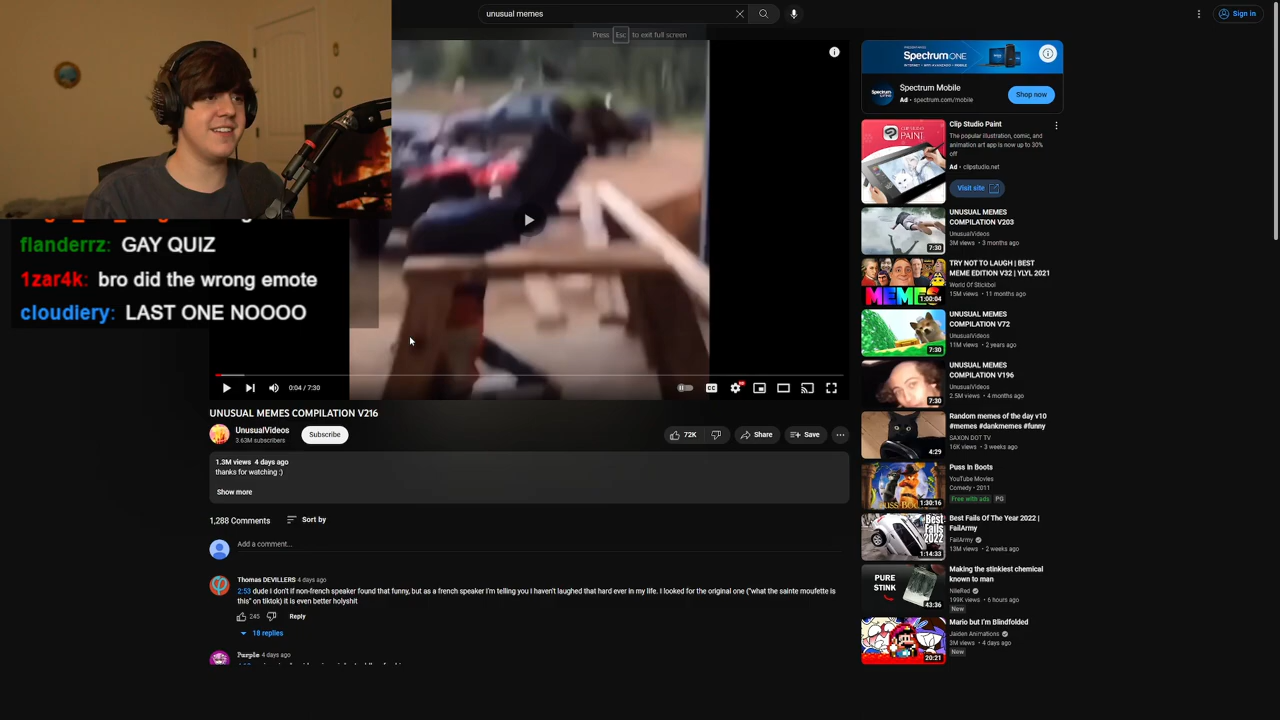 unusual memes
Sign in
Press Esc to exit full screen
flanderrz: GAY QUIZ
1zar4k: bro did the wrong emote
cloudiery: LAST ONE NOOOO
0:04 / 7:30
CC
UNUSUAL MEMES COMPILATION V216
UnusualVideos
3.63M subscribers
Subscribe
72K
Share
Save
1.3M views 4 days ago
thanks for watching :)
Show more
1,288 Comments
Sort by
Add a comment...
Thomas DEVILLERS 4 days ago
2:53 dude I don't if non-french speaker found that funny, but as a french speaker I'm telling you I haven't laughed that hard ever in my life. I looked for the original one ("what the sainte moufette is
this" on tiktok) it is even better holyshit
245
Reply
18 replies
Purple 4 days ago
SpectrumONE
Spectrum Mobile
Ad · spectrum.com/mobile
Shop now
CLIP STUDIO
PAINT
Clip Studio Paint
The popular illustration, comic, and
animation art app is now up to 30%
off
Ad · clipstudio.net
Visit site
7:30
UNUSUAL MEMES
COMPILATION V203
UnusualVideos
3M views · 3 months ago
MEMES
1:00:04
TRY NOT TO LAUGH | BEST
MEME EDITION V32 | YLYL 2021
World Of Stickbol
15M views · 11 months ago
7:30
UNUSUAL MEMES
COMPILATION V72
UnusualVideos
11M views · 2 years ago
7:30
UNUSUAL MEMES
COMPILATION V196
UnusualVideos
2.5M views · 4 months ago
4:29
Random memes of the day v10
#memes #dankmemes #funny
SAXON DOT TV
16K views · 3 weeks ago
1:30:16
Puss In Boots
YouTube Movies
Comedy · 2011
Free with ads PG
Best
Fails
2022
1:14:33
Best Fails Of The Year 2022 |
FailArmy
FailArmy
13M views · 2 weeks ago
PURE
STINK
43:36
Making the stinkiest chemical
known to man
NileRed
199K views · 6 hours ago
New
20:21
Mario but I'm Blindfolded
Jaiden Animations
3M views · 4 days ago
New